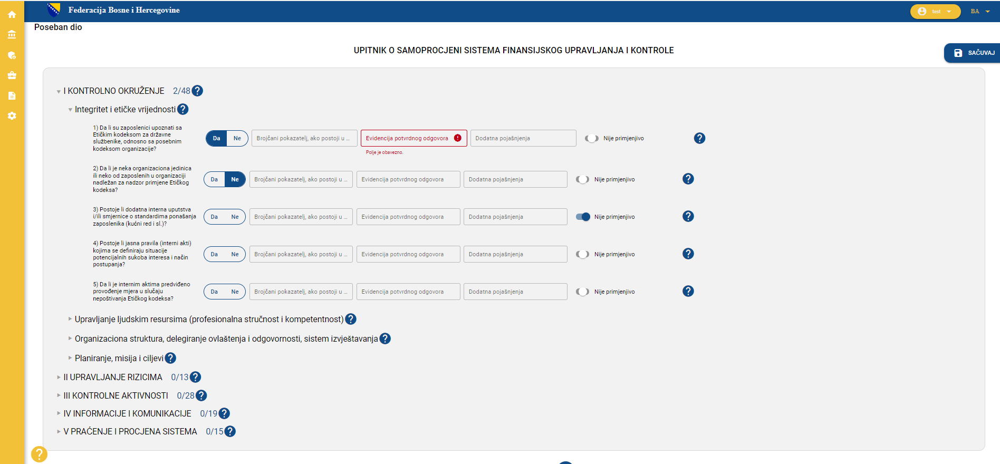 Federacija Bosne i Hercegovine
test
BA
Poseban dio
UPITNIK O SAMOPROCJENI SISTEMA FINANSIJSKOG UPRAVLJANJA I KONTROLE
SAČUVAJ
I KONTROLNO OKRUŽENJE 2/48 ?
Integritet i etičke vrijednosti ?
1) Da li su zaposlenici upoznati sa
Etičkim kodeksom za državne
službenike, odnosno sa posebnim
kodeksom organizacije?
Da Ne Brojčani pokazatelj, ako postoji u ... Evidencija potvrdnog odgovora ! Dodatna pojašnjenja Nije primjenjivo ?
Polje je obavezno.
2) Da li je neka organizaciona jedinica
ili neko od zaposlenih u organizaciji
nadležan za nadzor primjene Etičkog
kodeksa?
Da Ne Brojčani pokazatelj, ako postoji u ... Evidencija potvrdnog odgovora Dodatna pojašnjenja Nije primjenjivo ?
3) Postoje li dodatna interna uputstva
i/ili smjernice o standardima ponašanja
zaposlenika (kućni red i sl.)?
Da Ne Brojčani pokazatelj, ako postoji u ... Evidencija potvrdnog odgovora Dodatna pojašnjenja Nije primjenjivo ?
4) Postoje li jasna pravila (interni akti)
kojima se definiraju situacije
potencijalnih sukoba interesa i način
postupanja?
Da Ne Brojčani pokazatelj, ako postoji u ... Evidencija potvrdnog odgovora Dodatna pojašnjenja Nije primjenjivo ?
5) Da li je internim aktima predviđeno
provođenje mjera u slučaju
nepoštivanja Etičkog kodeksa?
Da Ne Brojčani pokazatelj, ako postoji u ... Evidencija potvrdnog odgovora Dodatna pojašnjenja Nije primjenjivo ?
Upravljanje ljudskim resursima (profesionalna stručnost i kompetentnost) ?
Organizaciona struktura, delegiranje ovlaštenja i odgovornosti, sistem izvještavanja ?
Planiranje, misija i ciljevi ?
II UPRAVLJANJE RIZICIMA 0/13 ?
III KONTROLNE AKTIVNOSTI 0/28 ?
IV INFORMACIJE I KOMUNIKACIJE 0/19 ?
V PRAĆENJE I PROCJENA SISTEMA 0/15 ?
?